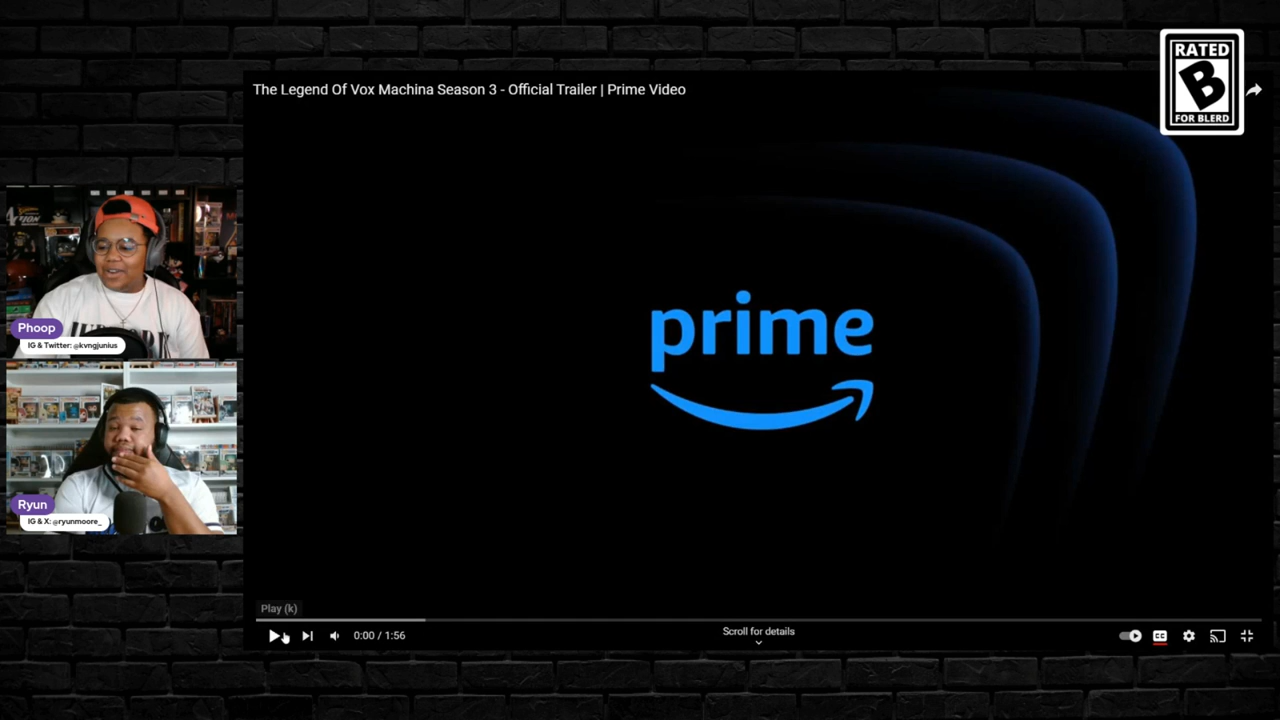 The Legend Of Vox Machina Season 3 - Official Trailer | Prime Video
RATED
B
FOR BLERD
prime
Phoop
IG & Twitter: @kvngjunius
Ryun
IG & X: @ryunmoore_
Play (k)
0:00 / 1:56
Scroll for details
CC